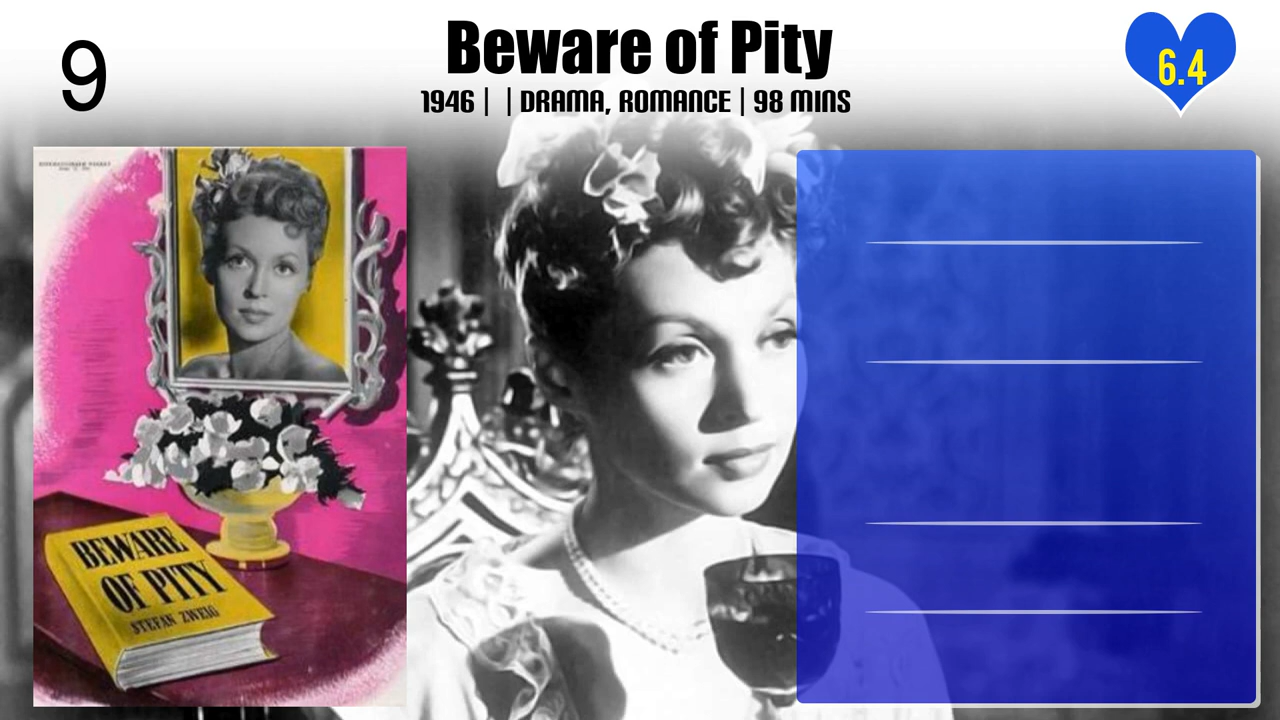 9
Beware of Pity
1946 | | DRAMA, ROMANCE | 98 MINS
6.4
BEWARE
OF PITY
STEFAN ZWEIG